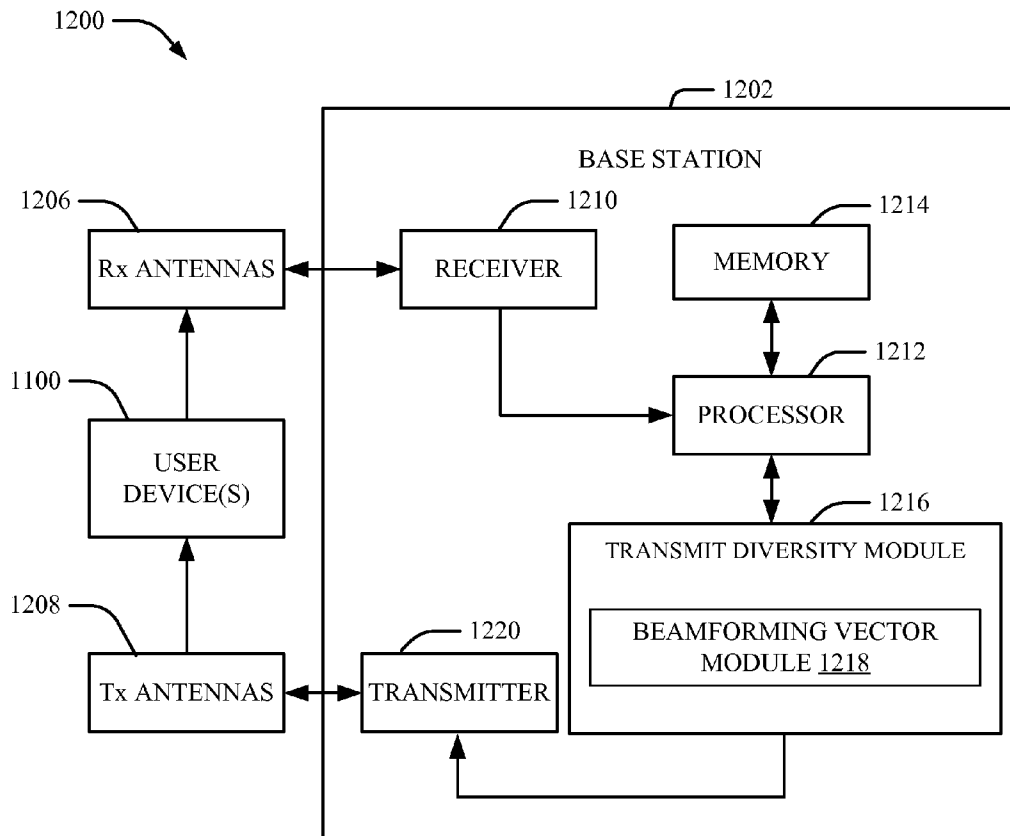 1200
1202
BASE STATION
1206
1210
1214
Rx ANTENNAS
RECEIVER
MEMORY
1100
1212
USER
DEVICE(S)
PROCESSOR
1216
TRANSMIT DIVERSITY MODULE
1208
1220
BEAMFORMING VECTOR
MODULE 1218
Tx ANTENNAS
TRANSMITTER